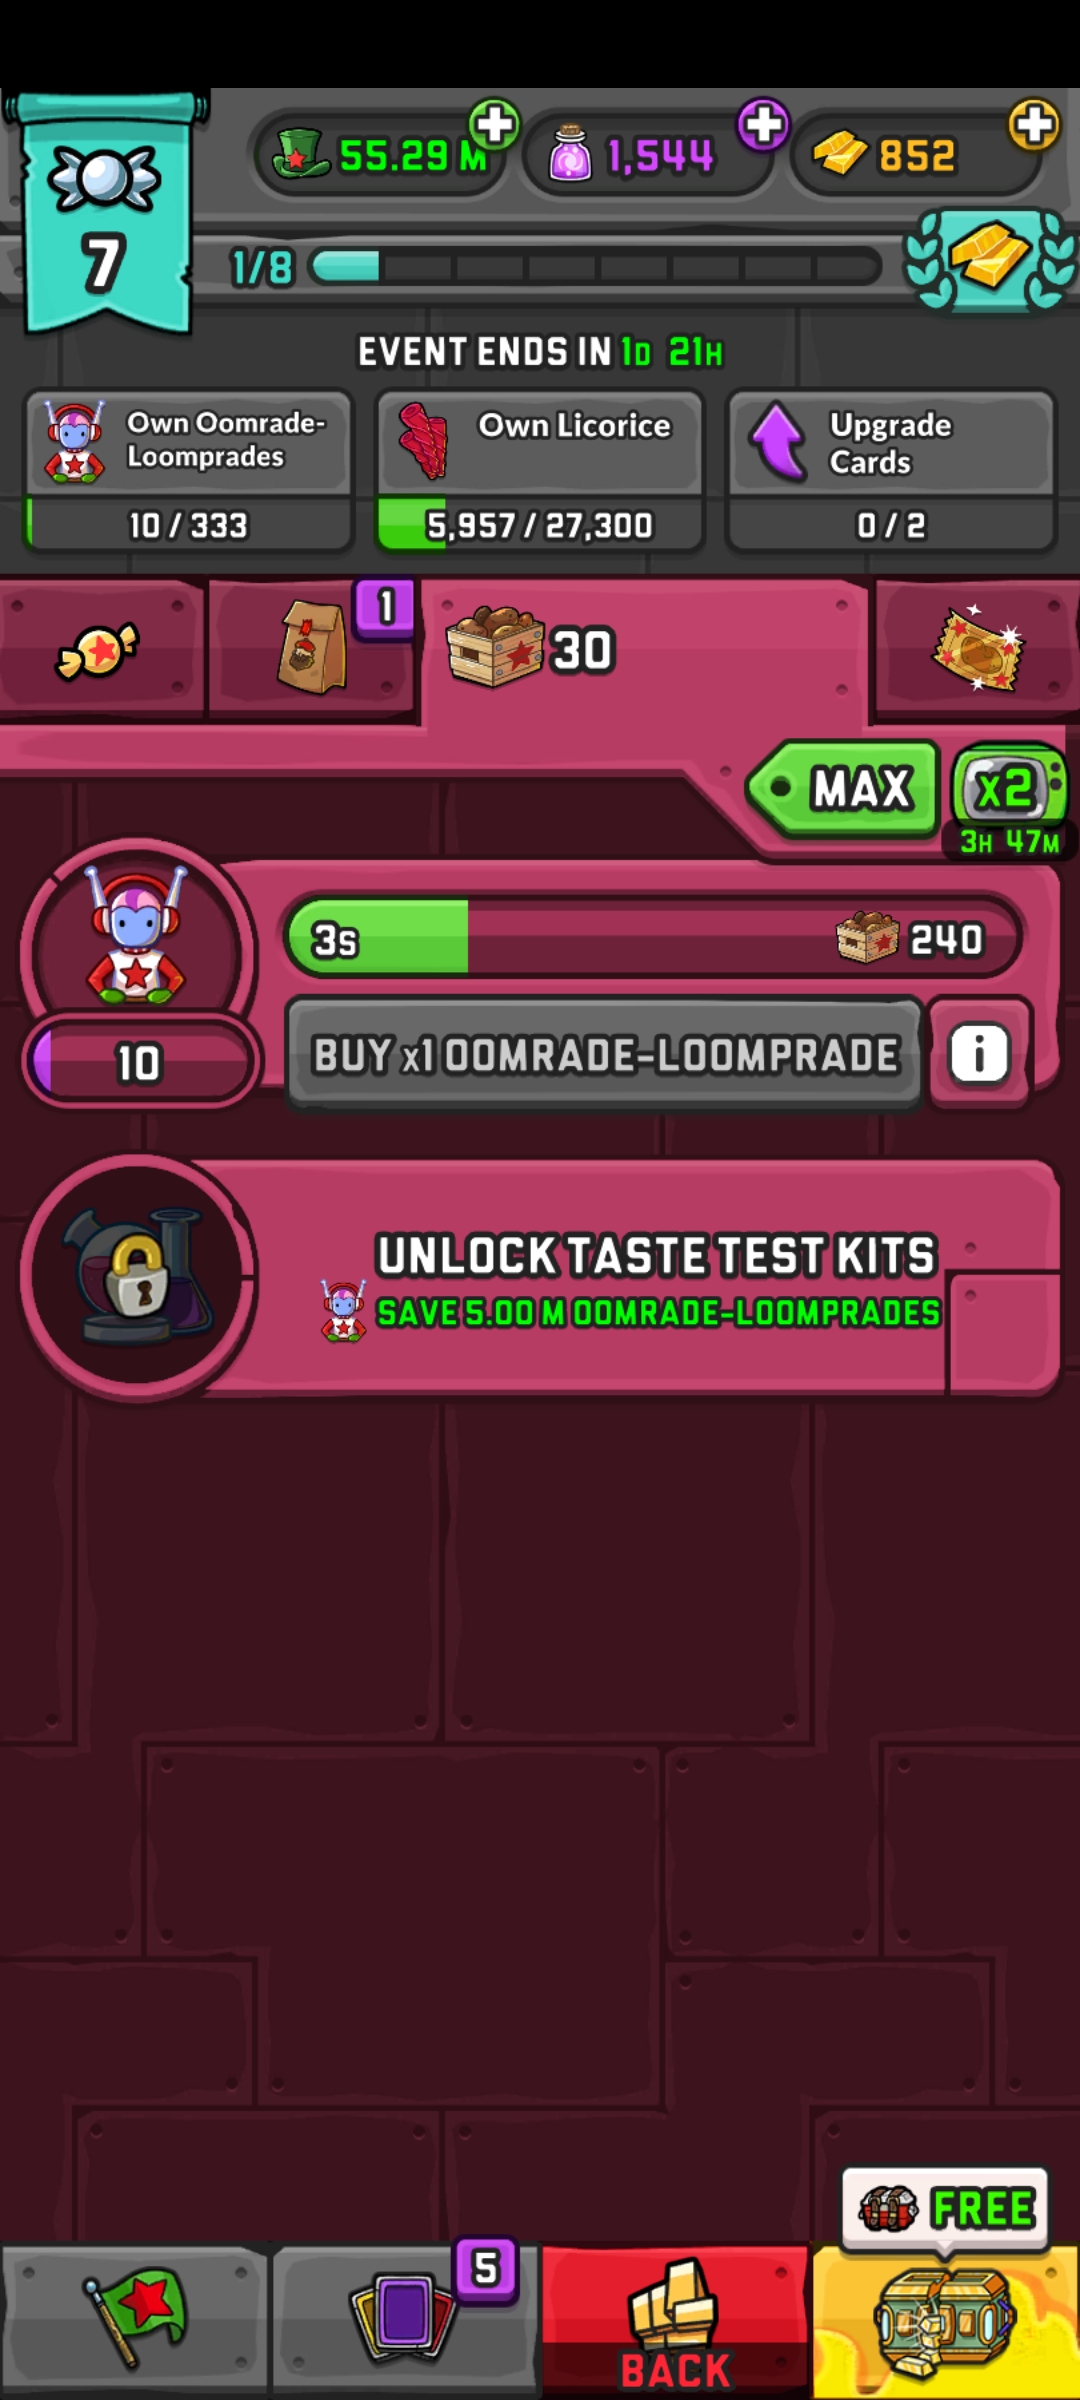 55.29 M
1,544
852
7
1/8
EVENT ENDS IN 1D 21H
Own Oomrade-
Loomprades
10 / 333
Own Licorice
5,957 / 27,300
Upgrade
Cards
0 / 2
1
30
MAX
x2
3H 47M
3s
240
10
BUY x1 OOMRADE-LOOMPRADE
i
UNLOCK TASTE TEST KITS
SAVE 5.00 M OOMRADE-LOOMPRADES
FREE
5
BACK